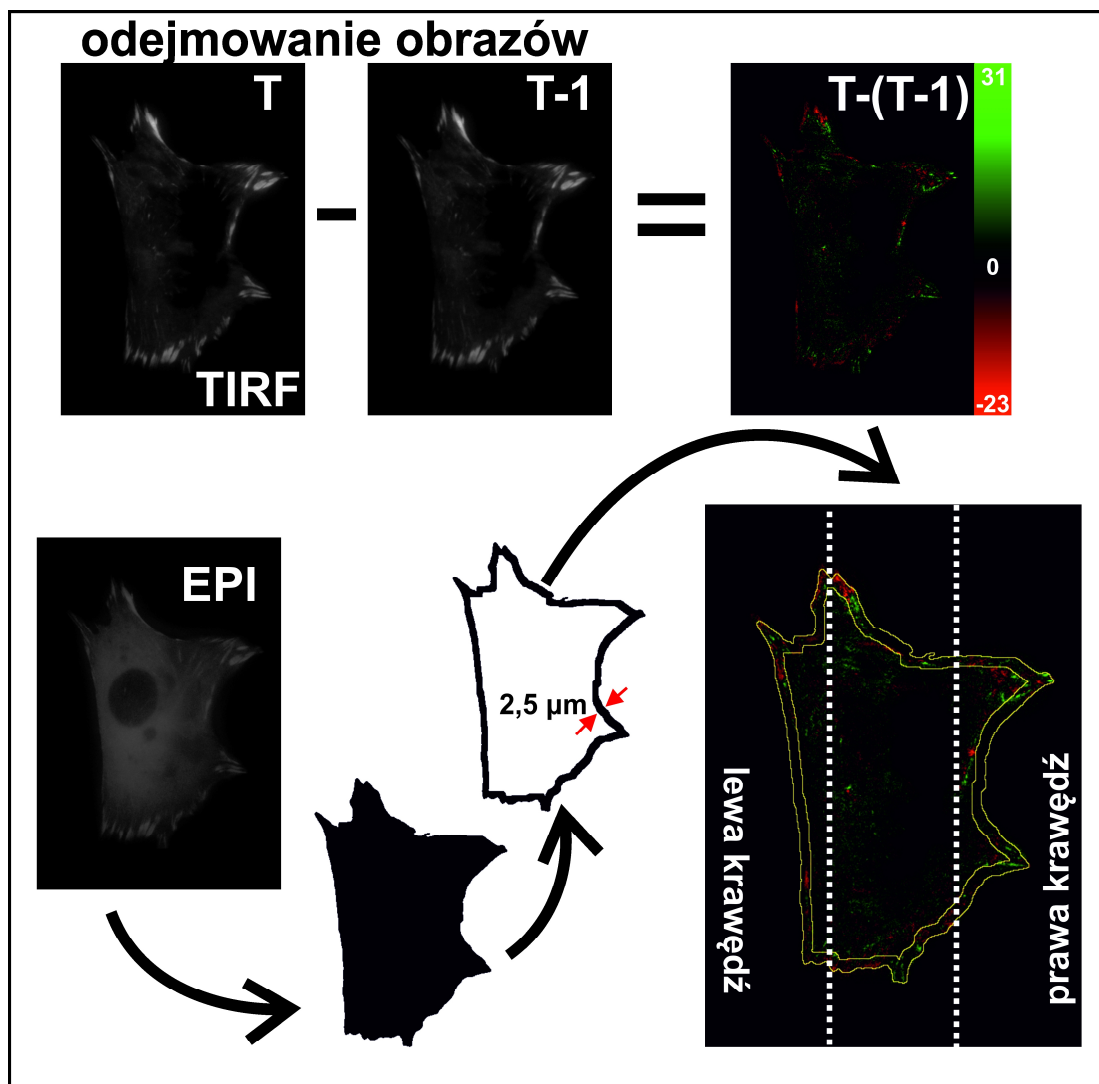 odejmowanie obrazów
T
T-1
T-(T-1)
31
0
-23
TIRF
EPI
2,5 µm
lewa krawędź
prawa krawędź